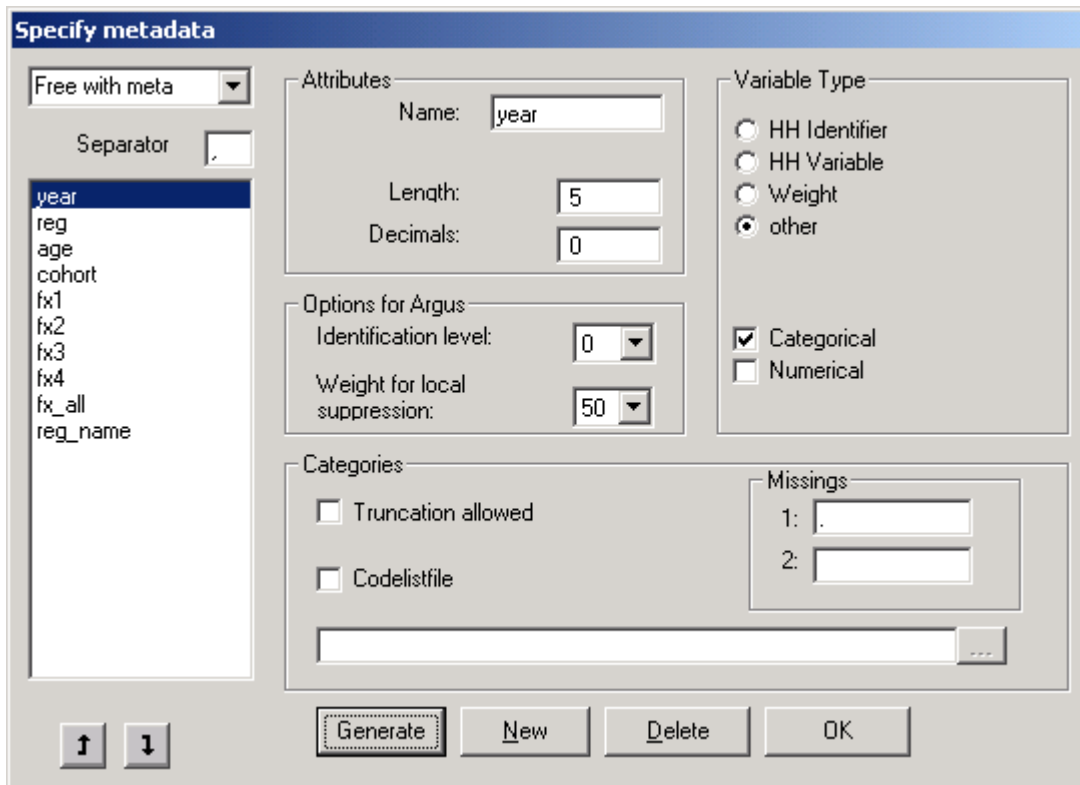 Specify metadata
Free with meta
Separator ,
year
reg
age
cohort
fx1
fx2
fx3
fx4
fx_all
reg_name
Attributes
Name: year
Length: 5
Decimals: 0
Options for Argus
Identification level: 0
Weight for local
suppression: 50
Variable Type
HH Identifier
HH Variable
Weight
other
Categorical
Numerical
Categories
Truncation allowed
Codelistfile
Missings
1: .
2:
...
Generate New Delete OK